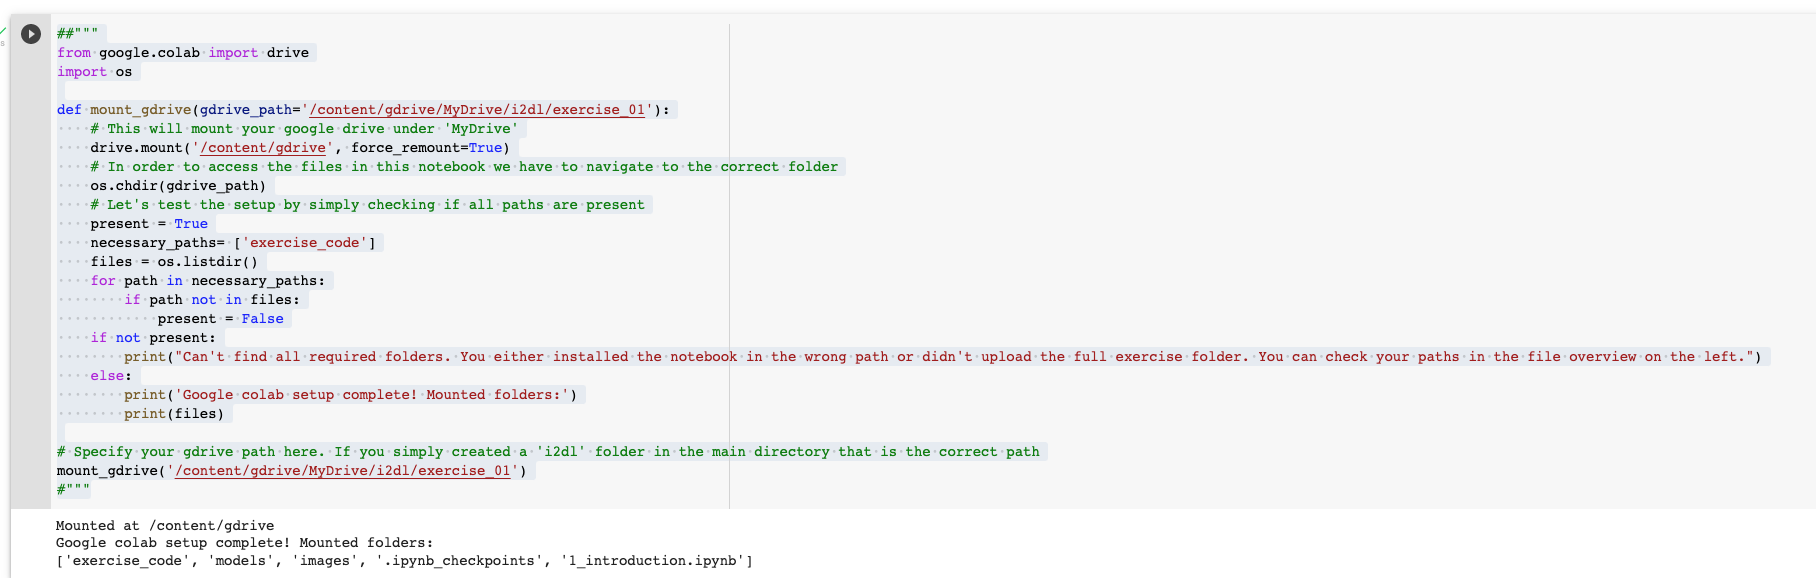 ##"""
from google.colab import drive
import os
def mount_gdrive(gdrive_path='/content/gdrive/MyDrive/i2dl/exercise_01'):
# This will mount your google drive under 'MyDrive'
drive.mount('/content/gdrive', force_remount=True)
# In order to access the files in this notebook we have to navigate to the correct folder
os.chdir(gdrive_path)
# Let's test the setup by simply checking if all paths are present
present = True
necessary_paths= ['exercise_code']
files = os.listdir()
for path in necessary_paths:
if path not in files:
present = False
if not present:
print("Can't find all required folders. You either installed the notebook in the wrong path or didn't upload the full exercise folder. You can check your paths in the file overview on the left.")
else:
print('Google colab setup complete! Mounted folders:')
print(files)
# Specify your gdrive path here. If you simply created a 'i2dl' folder in the main directory that is the correct path
mount_gdrive('/content/gdrive/MyDrive/i2dl/exercise_01')
#"""
Mounted at /content/gdrive
Google colab setup complete! Mounted folders:
['exercise_code', 'models', 'images', '.ipynb_checkpoints', '1_introduction.ipynb']